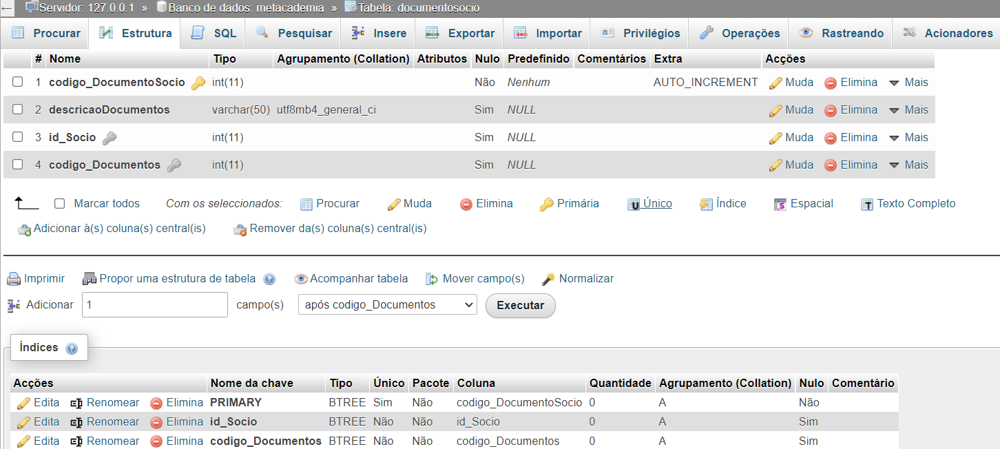 Servidor: 127.0.0.1 » Banco de dados: metacademia » Tabela: documentosocio
Procurar Estrutura SQL Pesquisar Insere Exportar Importar Privilégios Operações Rastreando Acionadores
# Nome Tipo Agrupamento (Collation) Atributos Nulo Predefinido Comentários Extra Acções
1 codigo_DocumentoSocio int(11) Não Nenhum AUTO_INCREMENT Muda Elimina Mais
2 descricaoDocumentos varchar(50) utf8mb4_general_ci Sim NULL Muda Elimina Mais
3 id_Socio int(11) Sim NULL Muda Elimina Mais
4 codigo_Documentos int(11) Sim NULL Muda Elimina Mais
Marcar todos Com os seleccionados: Procurar Muda Elimina Primária Único Índice Espacial Texto Completo
Adicionar à(s) coluna(s) central(is) Remover da(s) coluna(s) central(is)
Imprimir Propor uma estrutura de tabela Acompanhar tabela Mover campo(s) Normalizar
Adicionar 1 campo(s) após codigo_Documentos Executar
Índices
Acções Nome da chave Tipo Único Pacote Coluna Quantidade Agrupamento (Collation) Nulo Comentário
Edita Renomear Elimina PRIMARY BTREE Sim Não codigo_DocumentoSocio 0 A Não
Edita Renomear Elimina id_Socio BTREE Não Não id_Socio 0 A Sim
Edita Renomear Elimina codigo_Documentos BTREE Não Não codigo_Documentos 0 A Sim